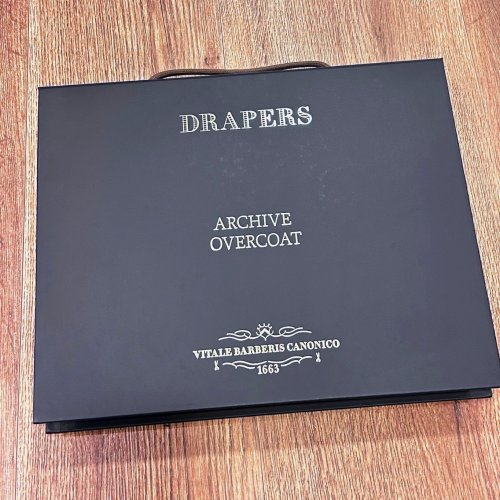 DRAPERS
ARCHIVE
OVERCOAT
VITALE BARBERIS CANONICO
1663